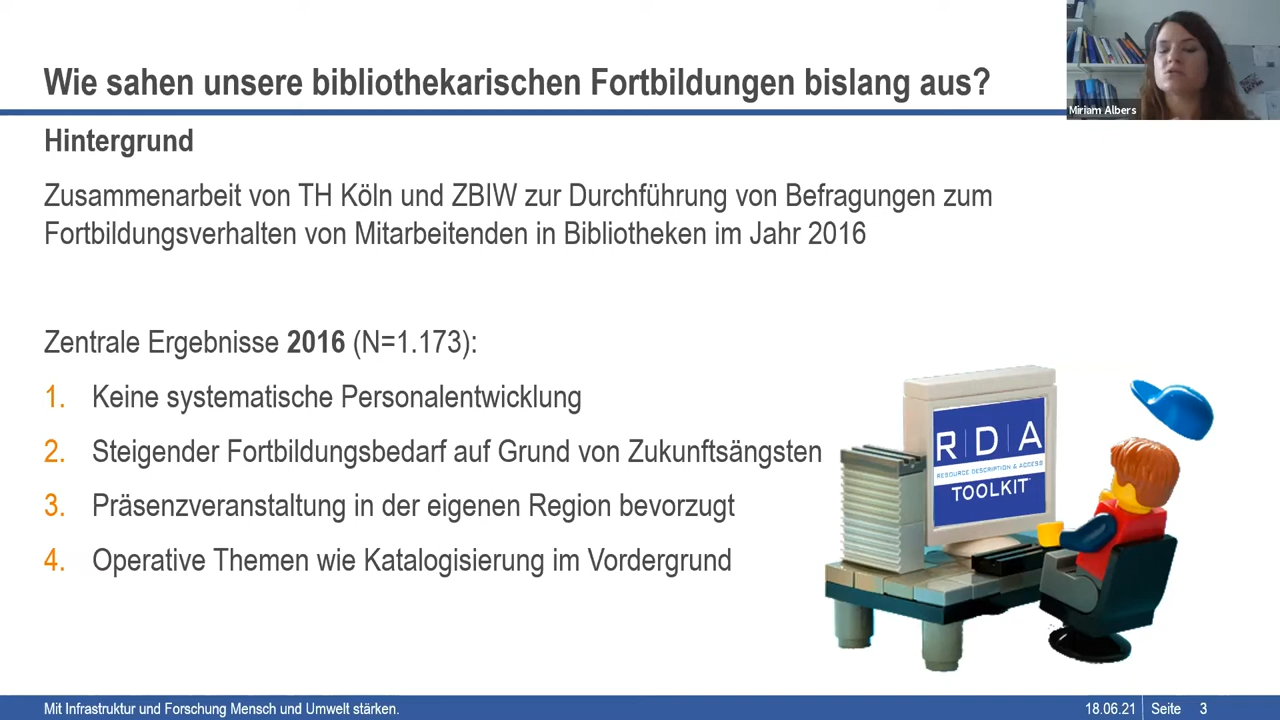 Wie sahen unsere bibliothekarischen Fortbildungen bislang aus?
Miriam Albers
Hintergrund
Zusammenarbeit von TH Köln und ZBIW zur Durchführung von Befragungen zum
Fortbildungsverhalten von Mitarbeitenden in Bibliotheken im Jahr 2016
Zentrale Ergebnisse 2016 (N=1.173):
1. Keine systematische Personalentwicklung
2. Steigender Fortbildungsbedarf auf Grund von Zukunftsängsten
3. Präsenzveranstaltung in der eigenen Region bevorzugt
4. Operative Themen wie Katalogisierung im Vordergrund
R|D|A
RESOURCE DESCRIPTION & ACCESS
TOOLKIT
Mit Infrastruktur und Forschung Mensch und Umwelt stärken.
18.06.21 Seite 3